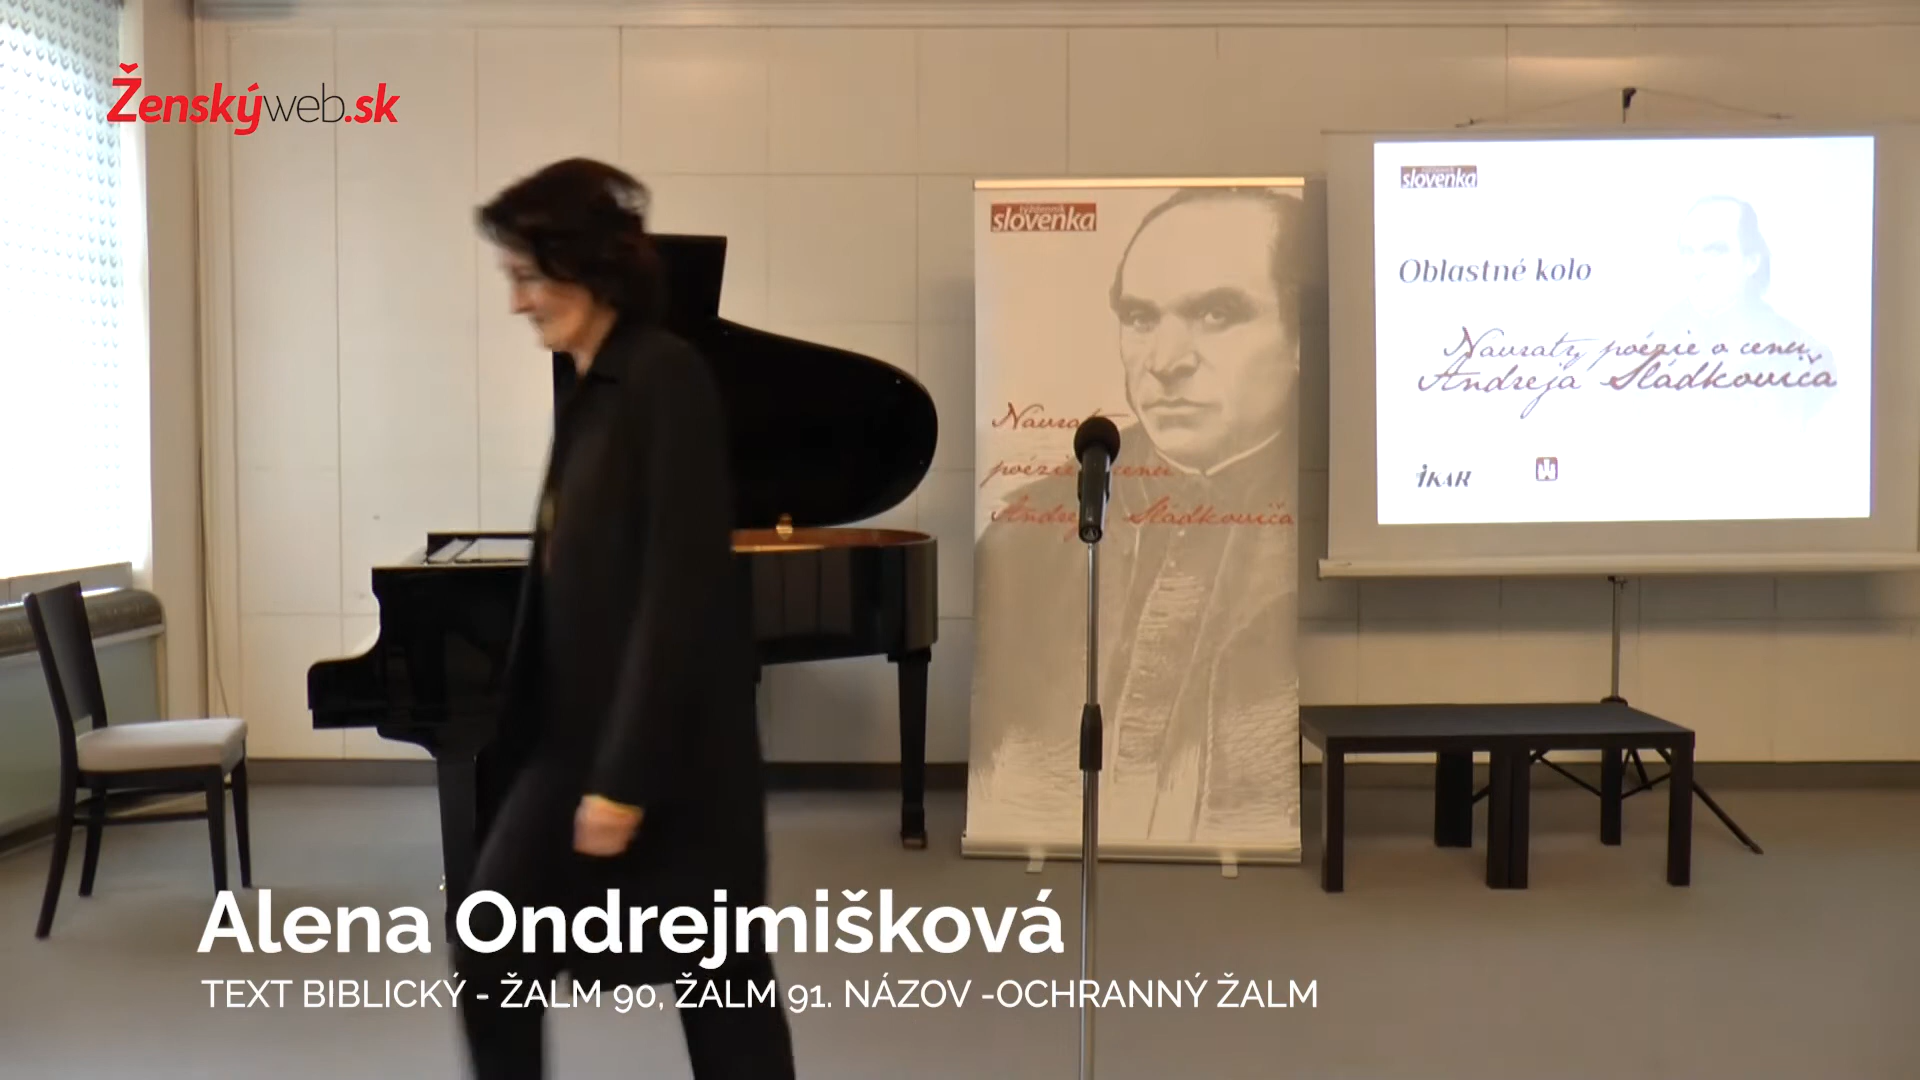 Ženskýweb.sk
týždenník
slovenka
Návraty
poézie o cenu
Andreja Sládkoviča
slovenka
Oblastné kolo
Návraty poézie o cenu
Andreja Sládkoviča
iKAR
Alena Ondrejmišková
TEXT BIBLICKÝ - ŽALM 90, ŽALM 91. NÁZOV -OCHRANNÝ ŽALM